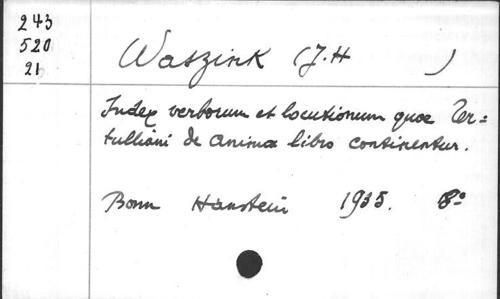 243
520
21
Waszink (J.H )
Index verborum et locutionum quae Ter=
tulliani de anima libro continentur.
Bonn Hanstein 1935. 8°